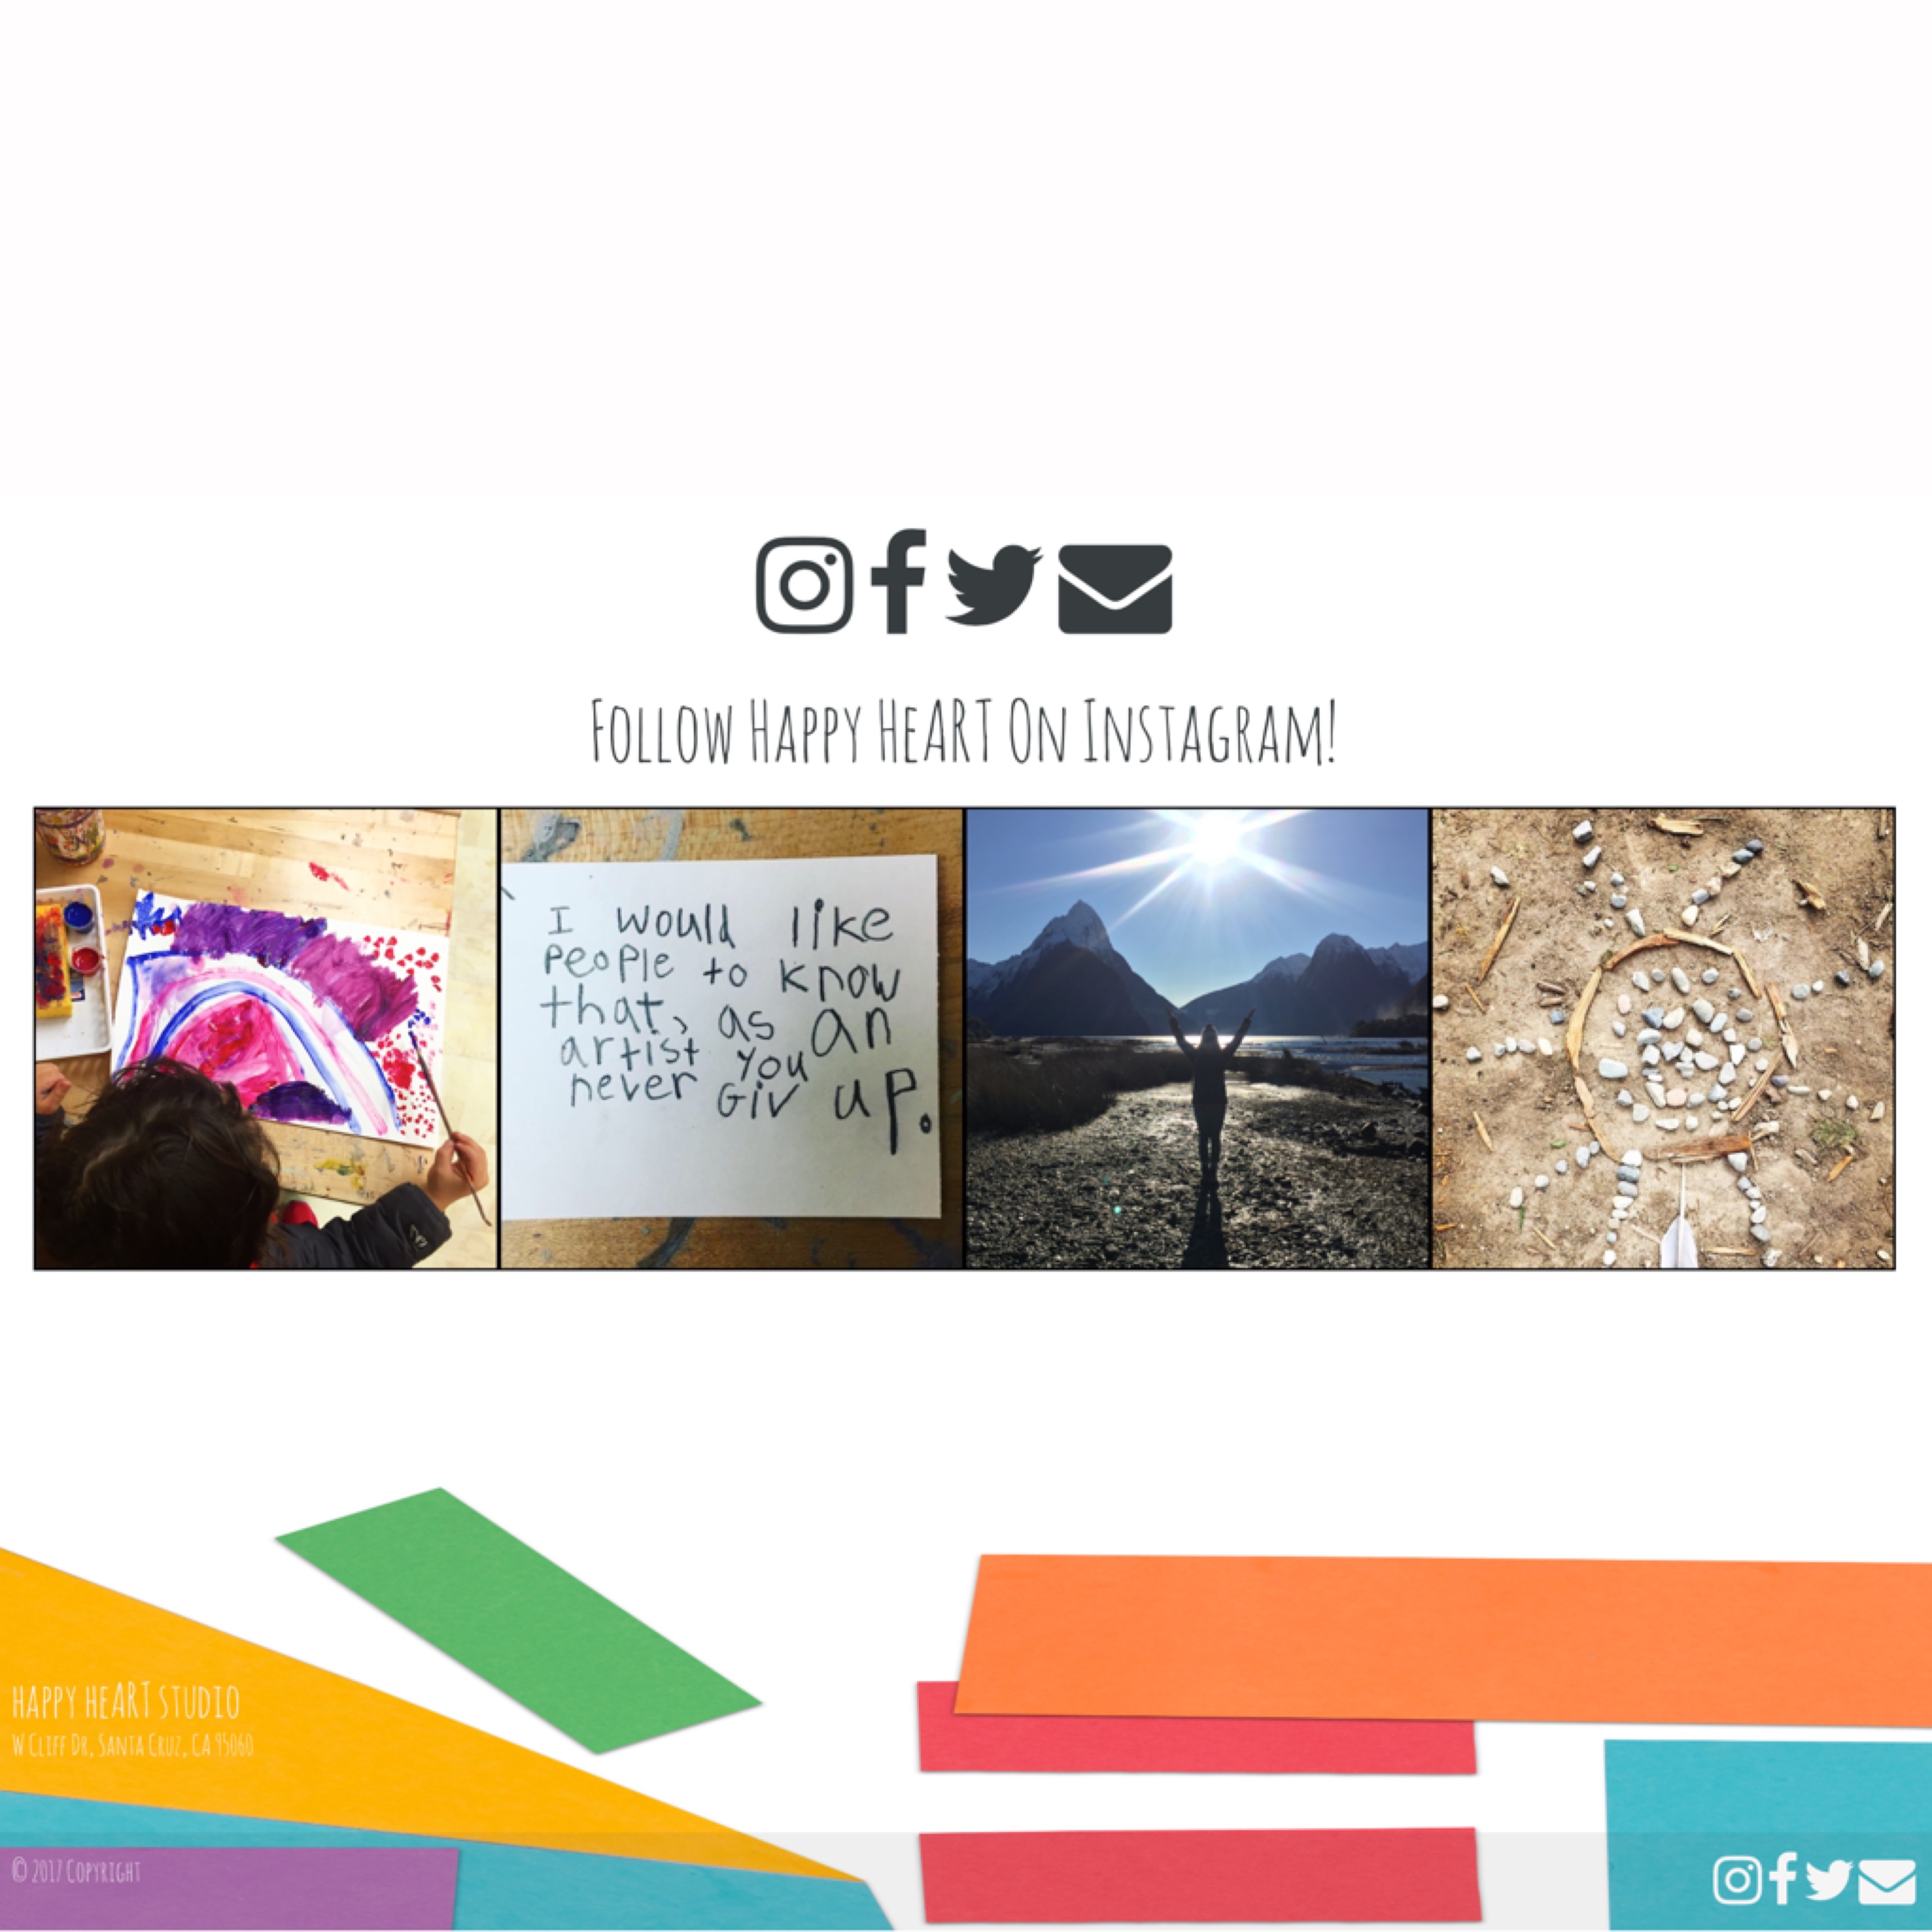 Follow Happy HeART On Instagram!
I would like
people to know
that, as an
artist you
never Giv up.
HAPPY HEART STUDIO
W Cliff Dr, Santa Cruz, CA 95060
© 2017 Copyright